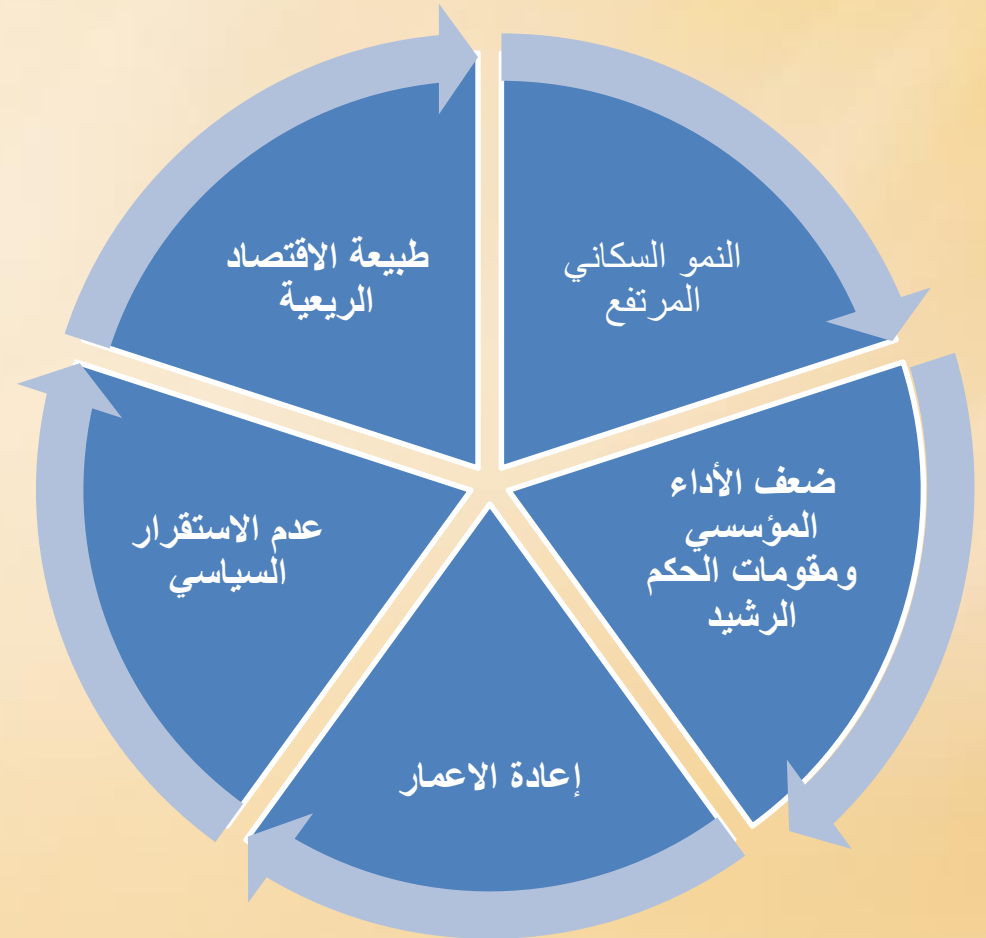 النمو السكاني
المرتفع
ضعف الأداء
المؤسسي
ومقومات الحكم
الرشيد
إعادة الاعمار
عدم الاستقرار
السياسي
طبيعة الاقتصاد
الريعية